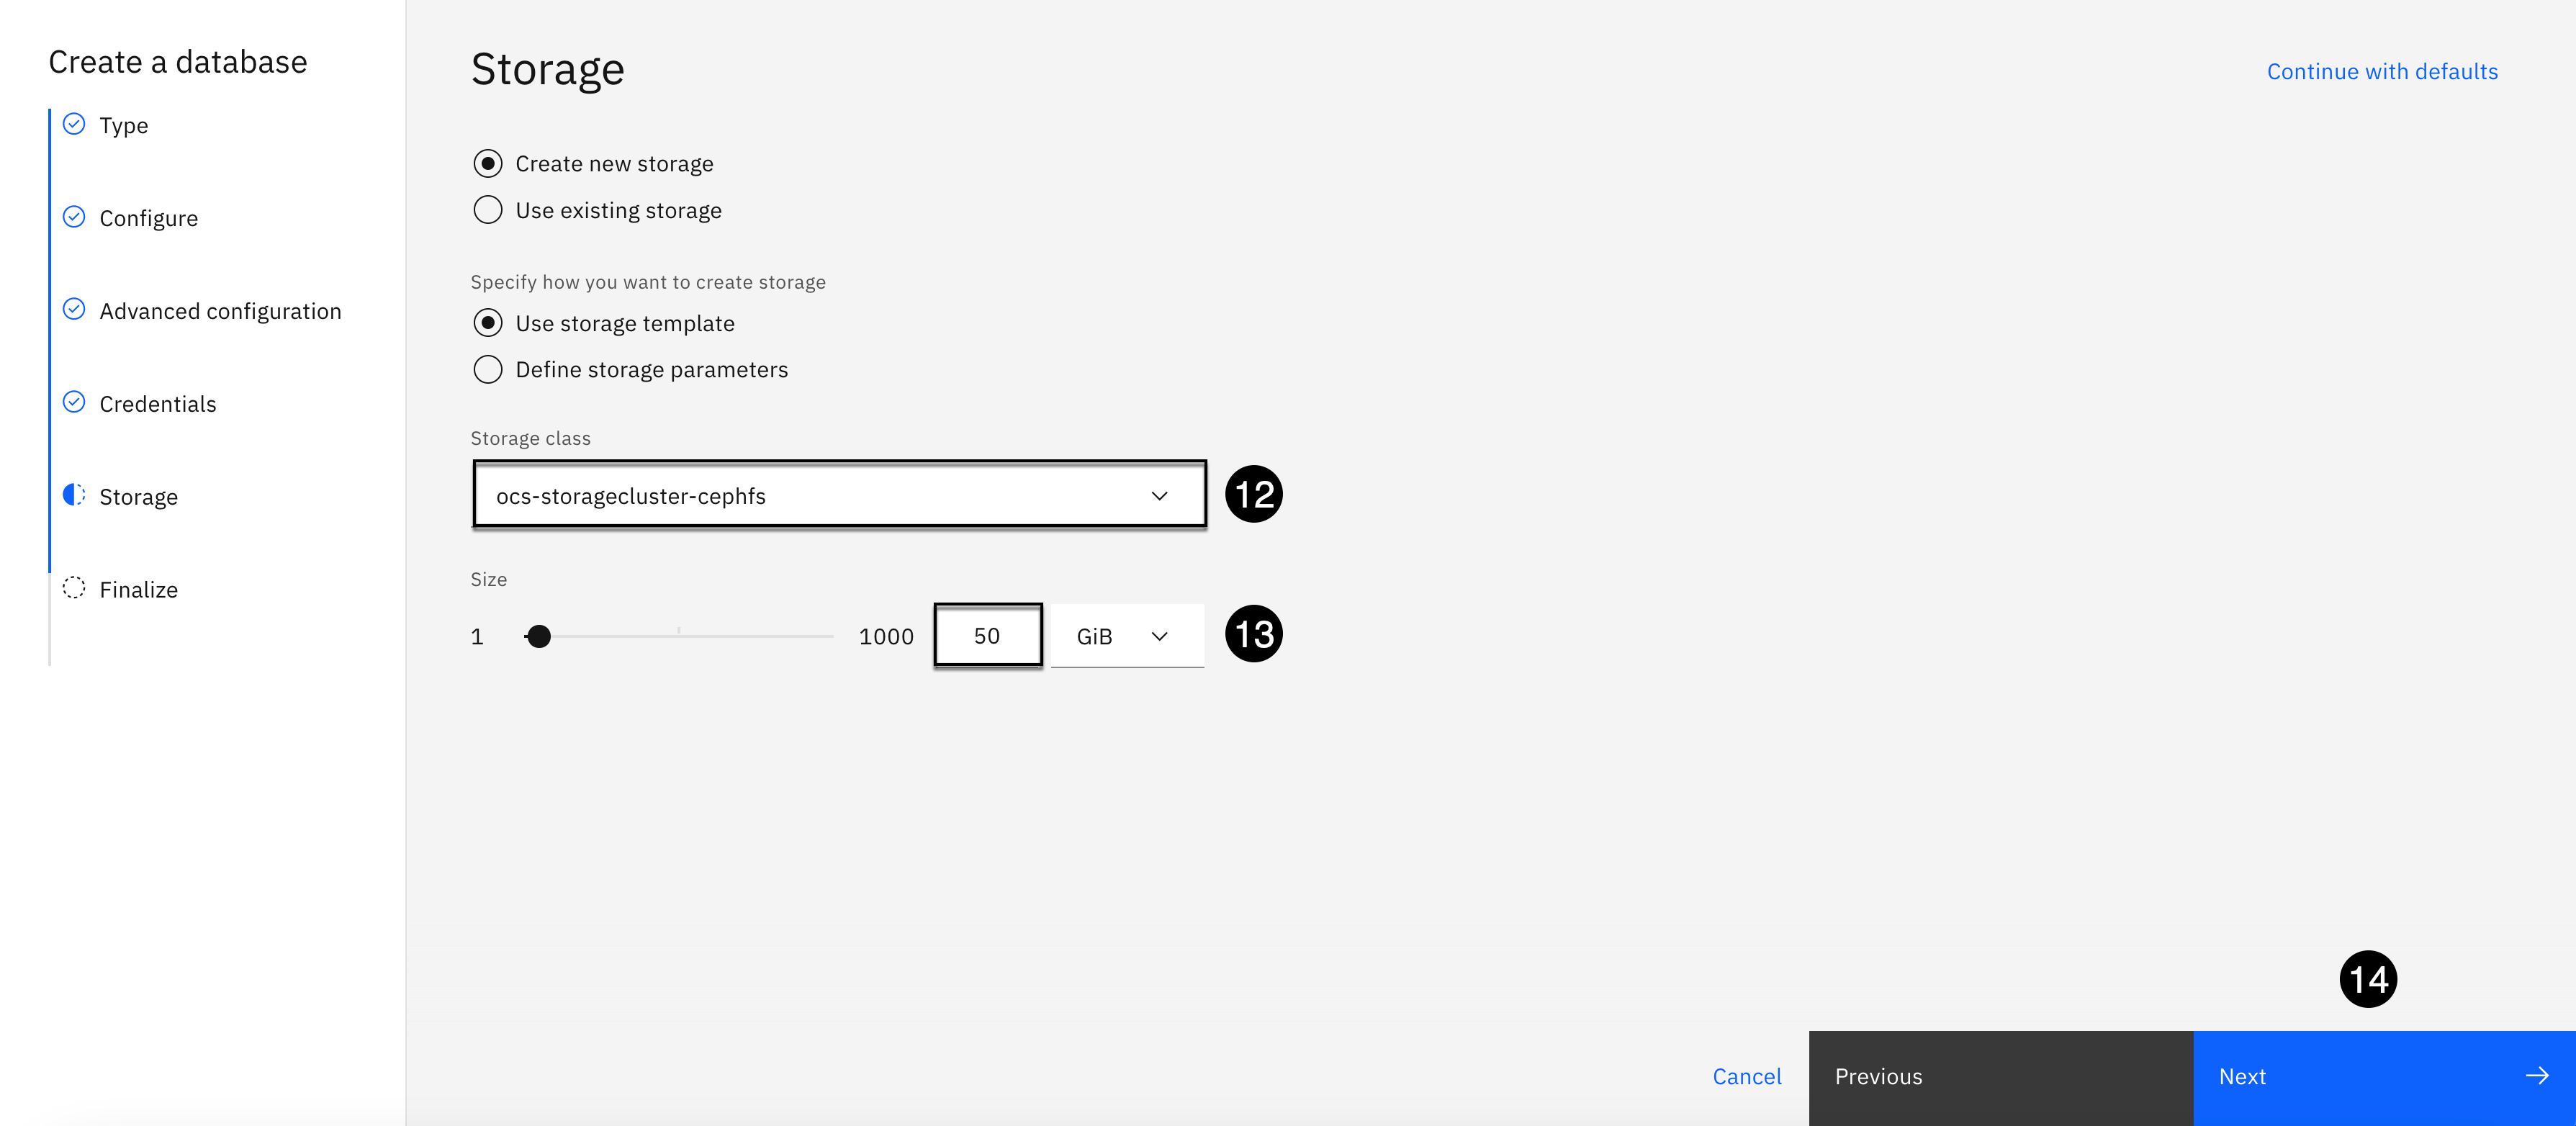 Create a database
Type
Configure
Advanced configuration
Credentials
Storage
Finalize
Storage
Continue with defaults
Create new storage
Use existing storage
Specify how you want to create storage
Use storage template
Define storage parameters
Storage class
ocs-storagecluster-cephfs
12
Size
1 1000 50 GiB 13
14
Cancel Previous Next